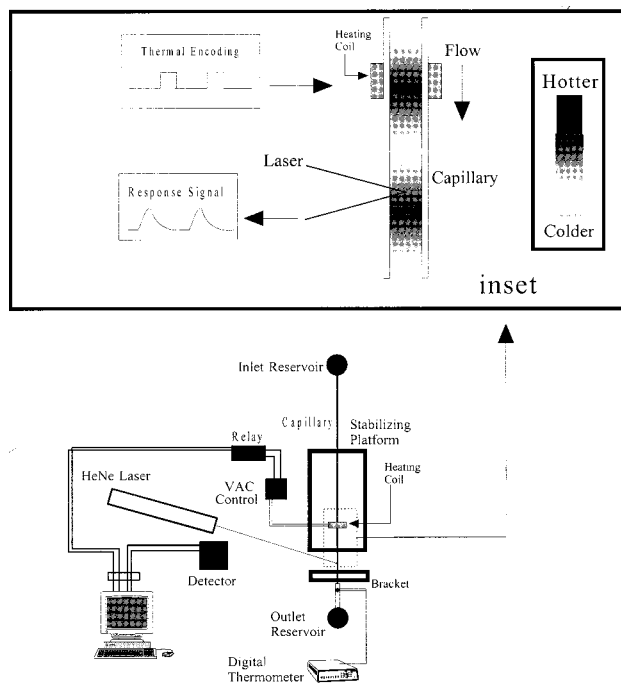 Thermal Encoding
Heating
Coil
Flow
Hotter
Laser
Capillary
Response Signal
Colder
inset
Inlet Reservoir
Capillary
Stabilizing
Platform
Relay
HeNe Laser
VAC
Control
Heating
Coil
Detector
Bracket
Outlet
Reservoir
Digital
Thermometer